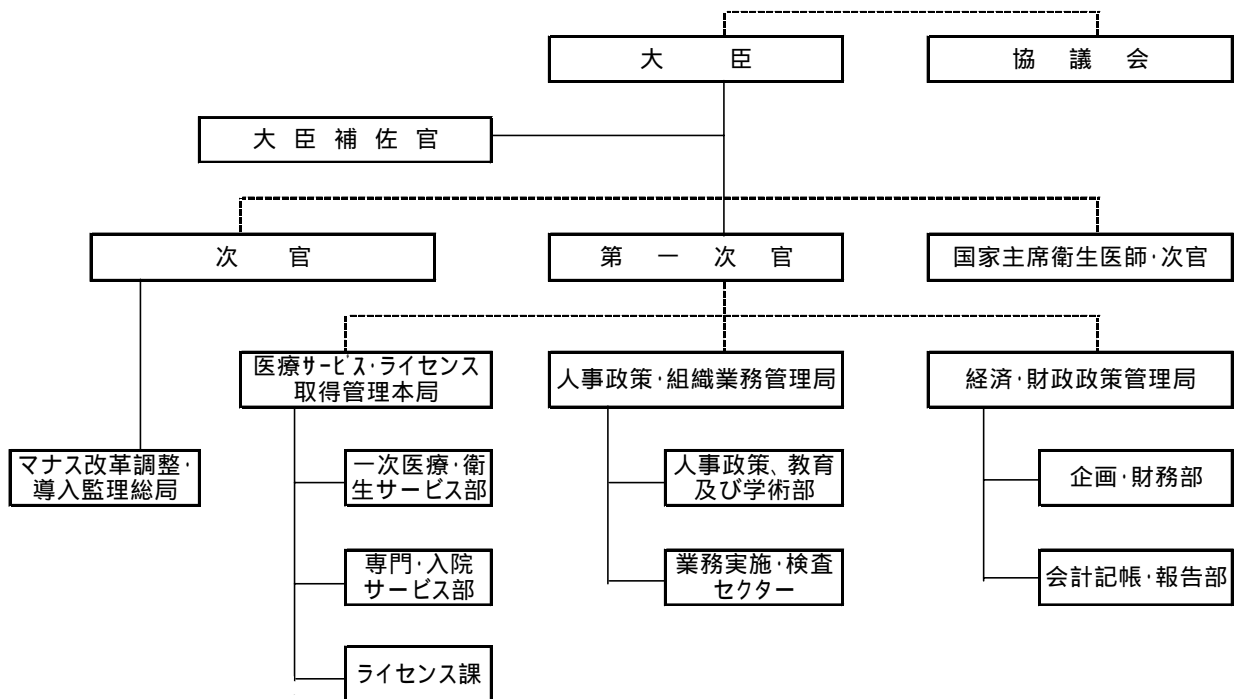 大臣
協議会
大臣補佐官
次官
第一次官
国家主席衛生医師・次官
医療サービス・ライセンス
取得管理本局
人事政策・組織業務管理局
経済・財政政策管理局
マナス改革調整・
導入監理総局
一次医療・衛
生サービス部
人事政策、教育
及び学術部
企画・財務部
専門・入院
サービス部
業務実施・検査
セクター
会計記帳・報告部
ライセンス課